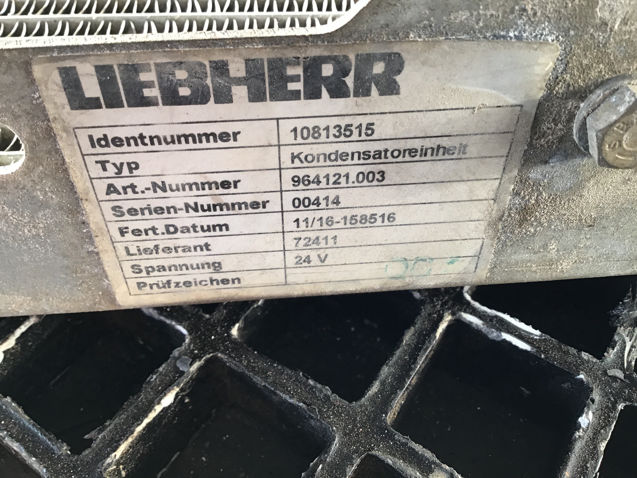 LIEBHERR
Identnummer 10813515
Typ Kondensatoreinheit
Art.-Nummer 964121.003
Serien-Nummer 00414
Fert.Datum 11/16-158516
Lieferant 72411
Spannung 24 V
Prüfzeichen